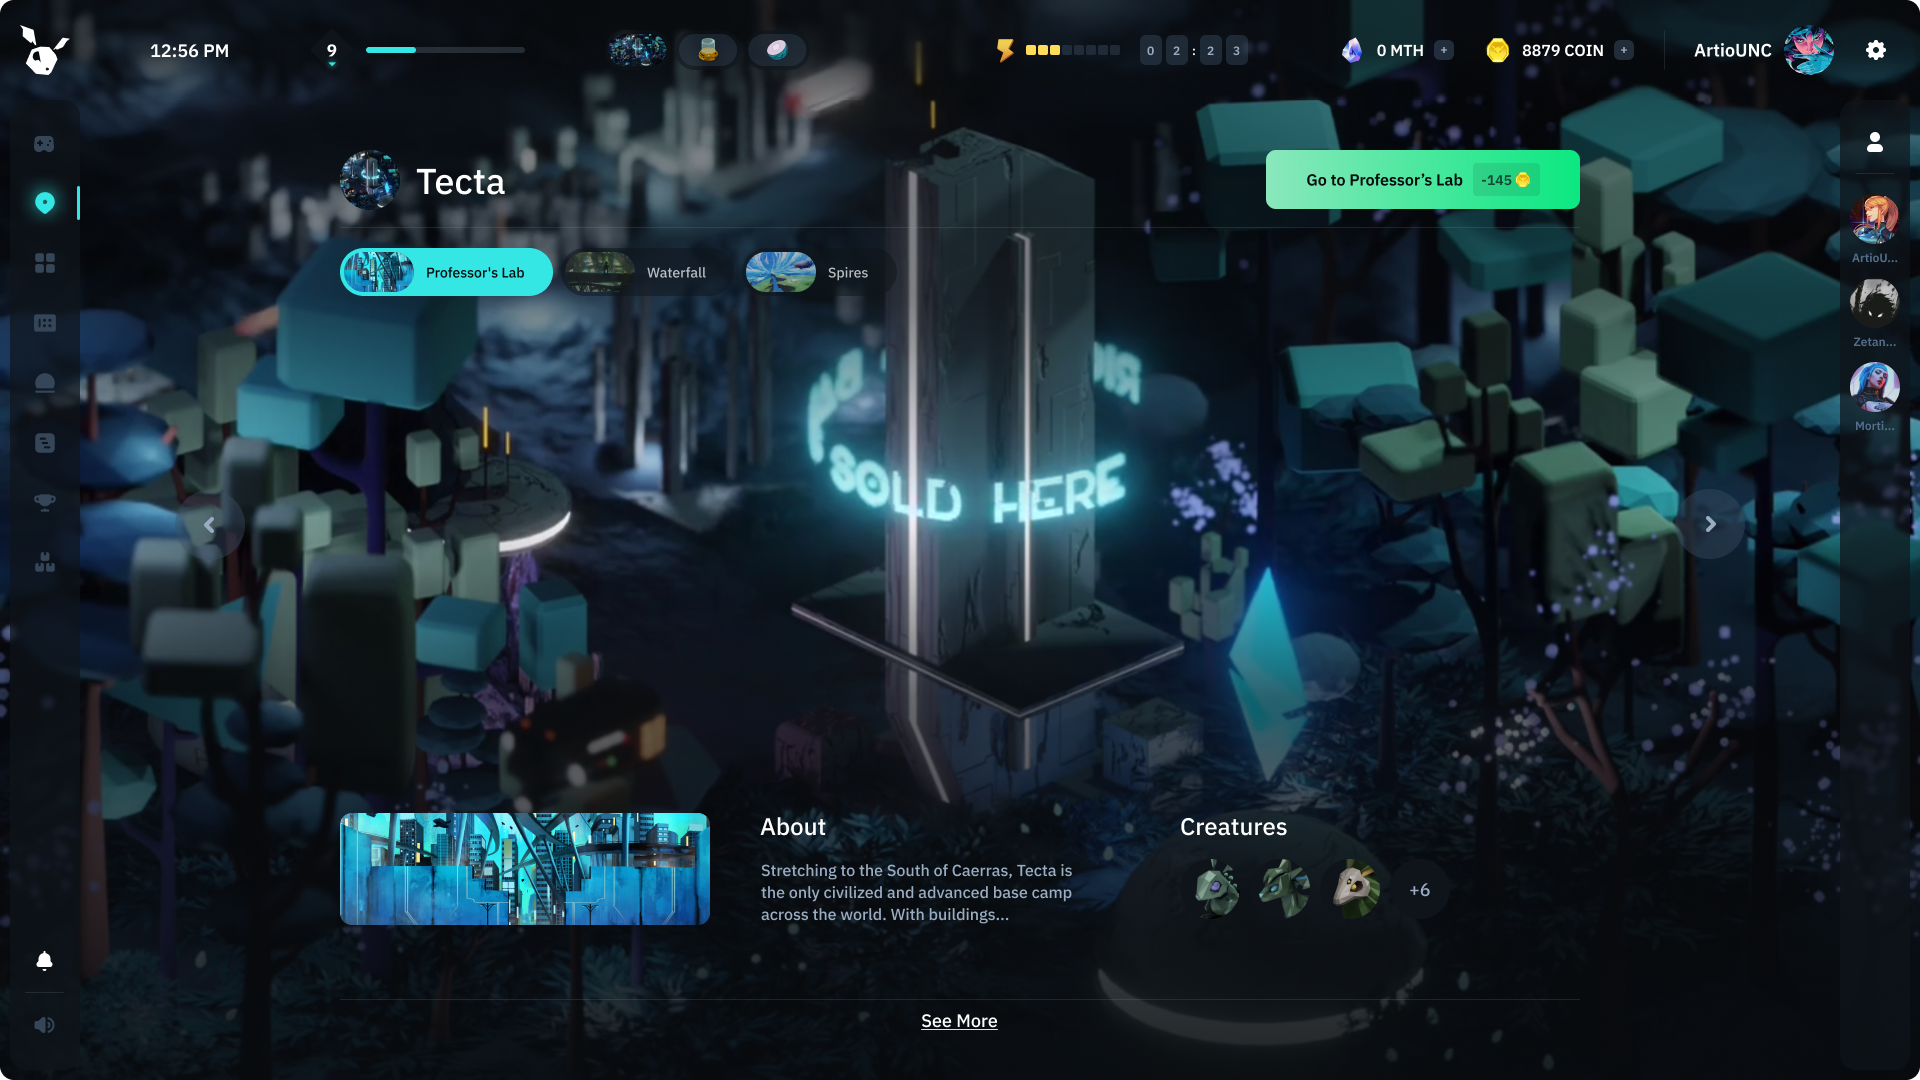 12:56 PM
9
0 2 : 2 3
0 MTH +
8879 COIN +
ArtioUNC
Tecta
Go to Professor’s Lab -145
Professor's Lab
Waterfall
Spires
ArtioU...
Zetan...
Morti...
SOLD HERE
About
Stretching to the South of Caerras, Tecta is
the only civilized and advanced base camp
across the world. With buildings...
Creatures
+6
See More